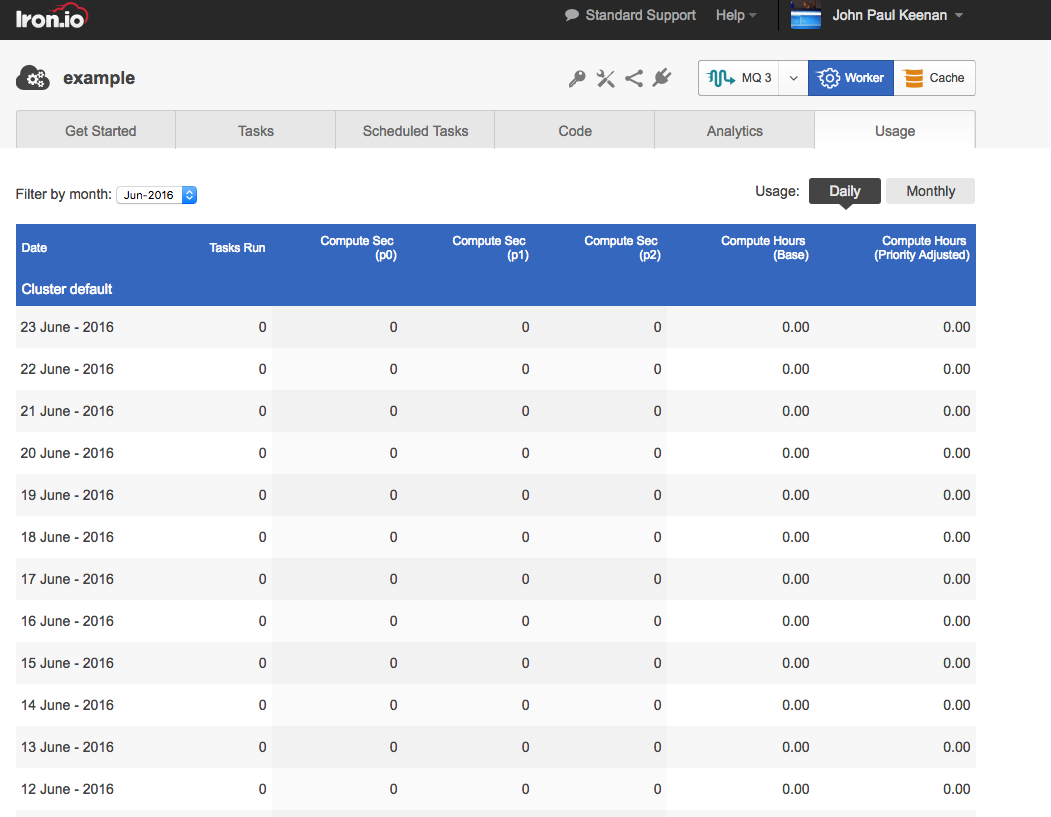 Iron.io Standard Support Help John Paul Keenan
example MQ 3 Worker Cache
Get Started Tasks Scheduled Tasks Code Analytics Usage
Filter by month: Jun-2016 Usage: Daily Monthly
Date Tasks Run Compute Sec (p0) Compute Sec (p1) Compute Sec (p2) Compute Hours (Base) Compute Hours (Priority Adjusted)
Cluster default
23 June - 2016 0 0 0 0 0.00 0.00
22 June - 2016 0 0 0 0 0.00 0.00
21 June - 2016 0 0 0 0 0.00 0.00
20 June - 2016 0 0 0 0 0.00 0.00
19 June - 2016 0 0 0 0 0.00 0.00
18 June - 2016 0 0 0 0 0.00 0.00
17 June - 2016 0 0 0 0 0.00 0.00
16 June - 2016 0 0 0 0 0.00 0.00
15 June - 2016 0 0 0 0 0.00 0.00
14 June - 2016 0 0 0 0 0.00 0.00
13 June - 2016 0 0 0 0 0.00 0.00
12 June - 2016 0 0 0 0 0.00 0.00